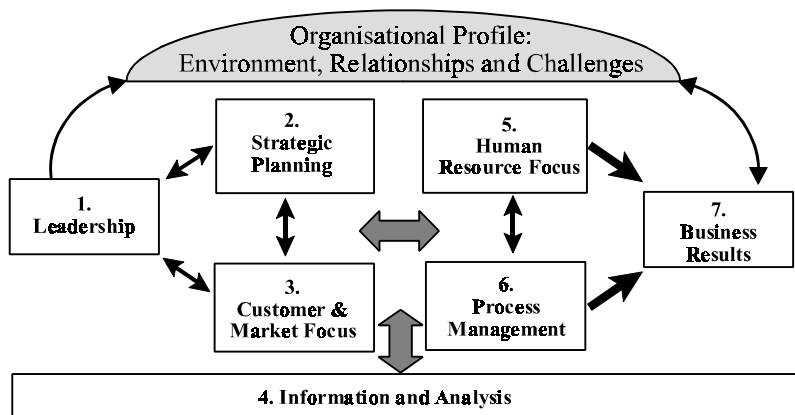 Organisational Profile:
Environment, Relationships and Challenges
1.
Leadership
2.
Strategic
Planning
3.
Customer &
Market Focus
5.
Human
Resource Focus
6.
Process
Management
7.
Business
Results
4. Information and Analysis